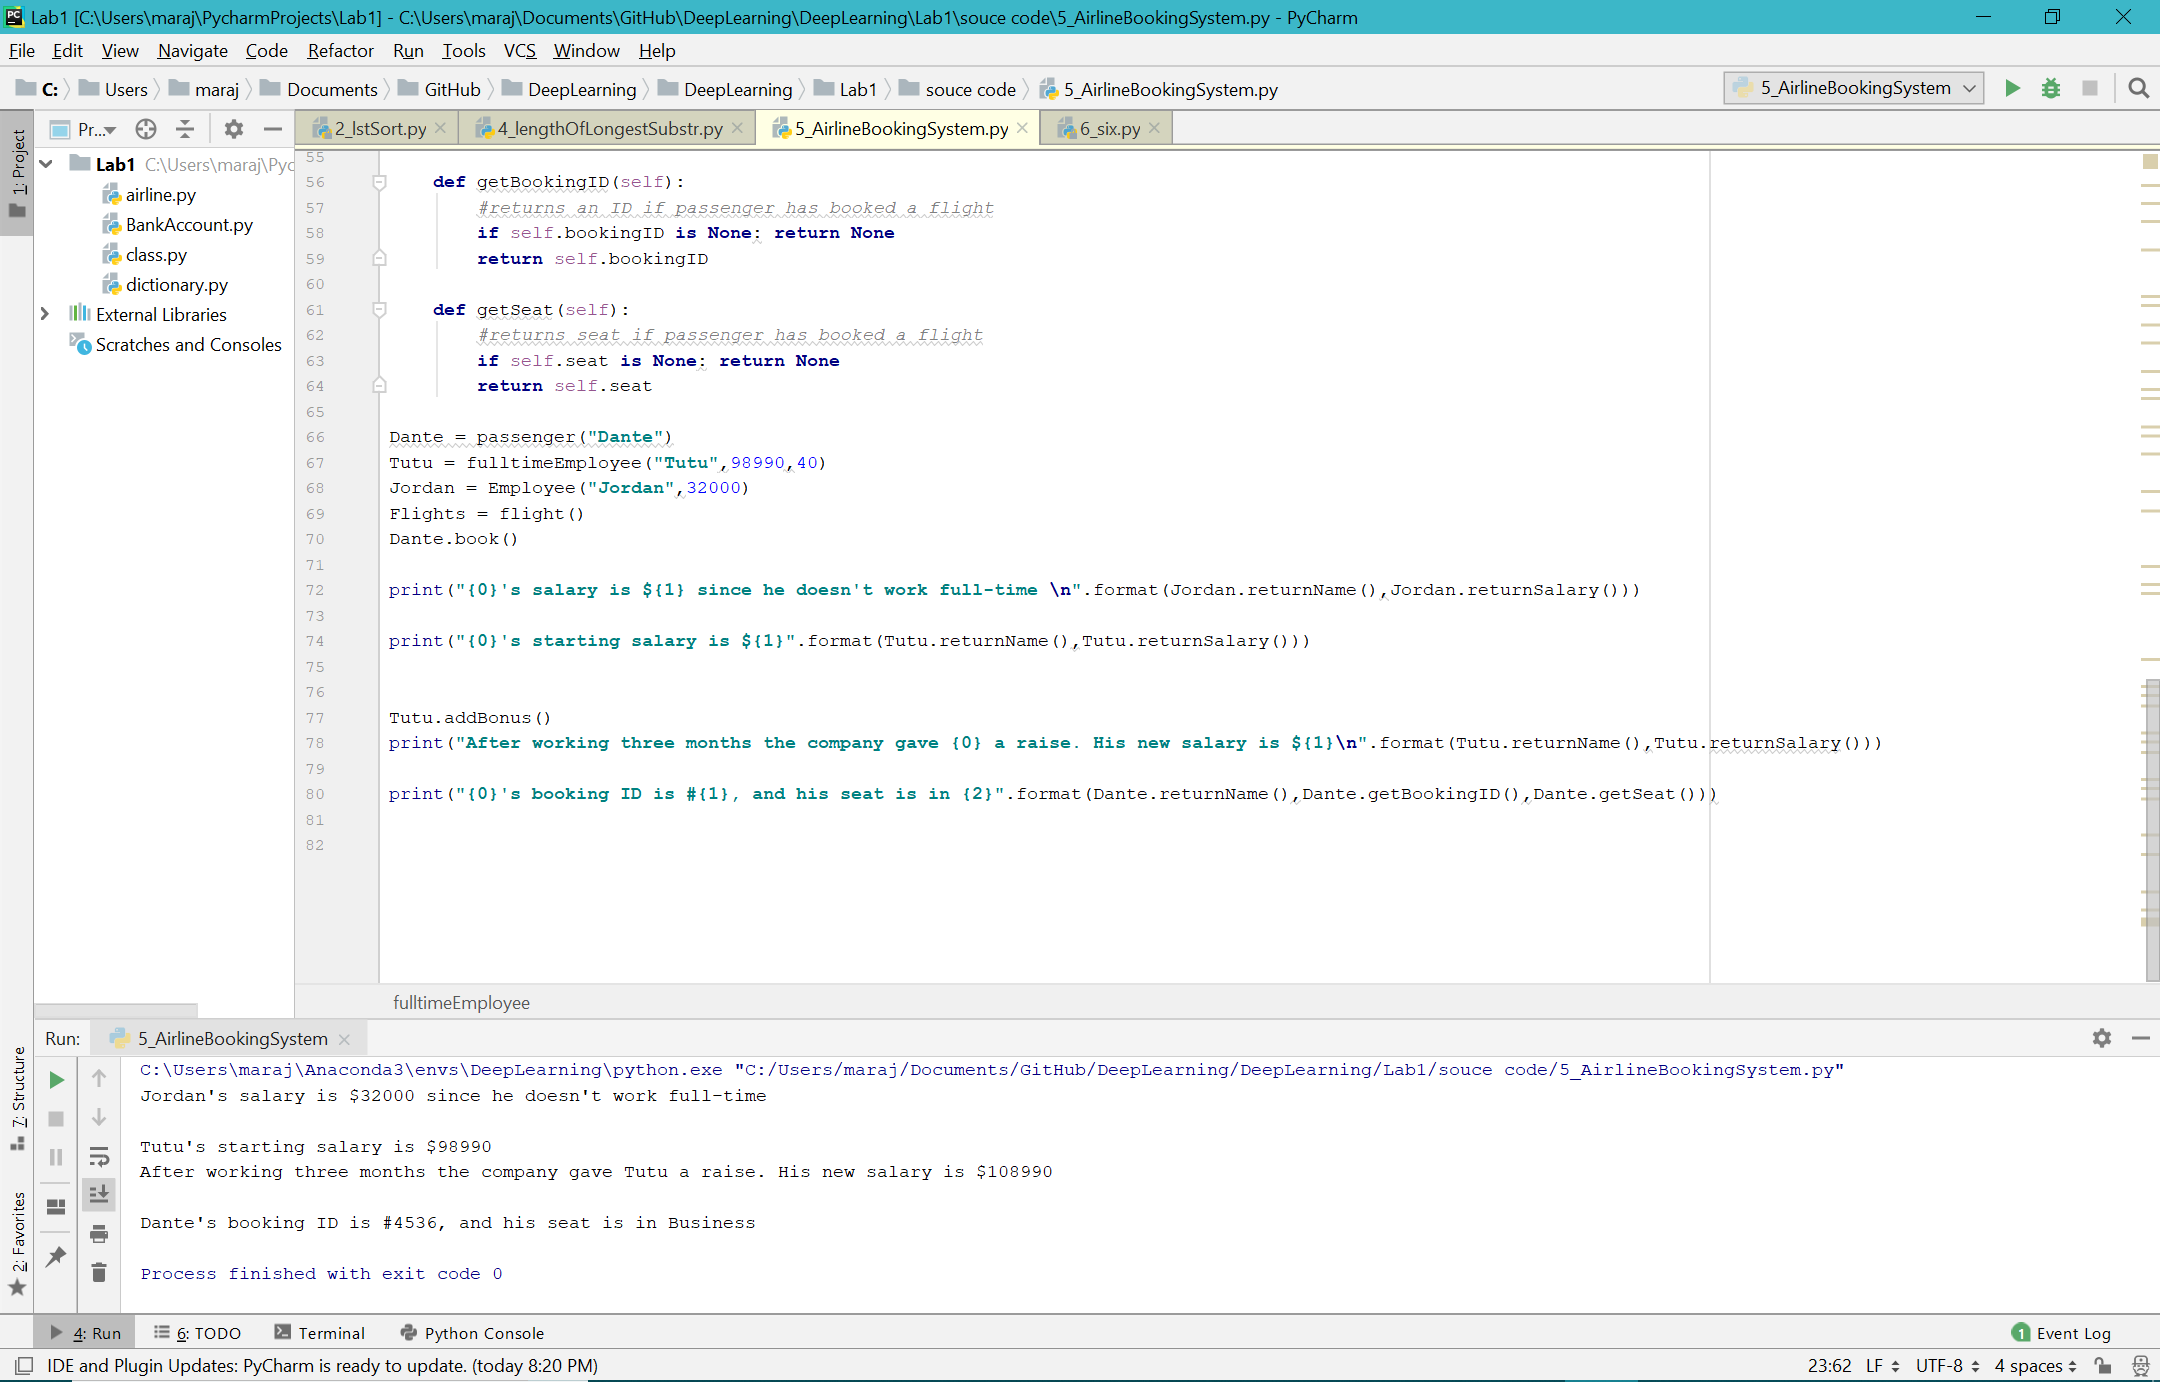 Lab1 [C:\Users\maraj\PycharmProjects\Lab1] - C:\Users\maraj\Documents\GitHub\DeepLearning\DeepLearning\Lab1\souce code\5_AirlineBookingSystem.py - PyCharm
File Edit View Navigate Code Refactor Run Tools VCS Window Help
C: Users maraj Documents GitHub DeepLearning DeepLearning Lab1 souce code 5_AirlineBookingSystem.py 5_AirlineBookingSystem
1: Project
Pr...
2_lstSort.py 4_lengthOfLongestSubstr.py 5_AirlineBookingSystem.py 6_six.py
Lab1 C:\Users\maraj\Pyc
airline.py
BankAccount.py
class.py
dictionary.py
External Libraries
Scratches and Consoles
55
56 def getBookingID(self):
57 #returns an ID if passenger has booked a flight
58 if self.bookingID is None: return None
59 return self.bookingID
60
61 def getSeat(self):
62 #returns seat if passenger has booked a flight
63 if self.seat is None: return None
64 return self.seat
65
66 Dante = passenger("Dante")
67 Tutu = fulltimeEmployee("Tutu",98990,40)
68 Jordan = Employee("Jordan",32000)
69 Flights = flight()
70 Dante.book()
71
72 print("{0}'s salary is ${1} since he doesn't work full-time \n".format(Jordan.returnName(),Jordan.returnSalary()))
73
74 print("{0}'s starting salary is ${1}".format(Tutu.returnName(),Tutu.returnSalary()))
75
76
77 Tutu.addBonus()
78 print("After working three months the company gave {0} a raise. His new salary is ${1}\n".format(Tutu.returnName(),Tutu.returnSalary()))
79
80 print("{0}'s booking ID is #{1}, and his seat is in {2}".format(Dante.returnName(),Dante.getBookingID(),Dante.getSeat()))
81
82
fulltimeEmployee
Run: 5_AirlineBookingSystem
7: Structure
2: Favorites
C:\Users\maraj\Anaconda3\envs\DeepLearning\python.exe "C:/Users/maraj/Documents/GitHub/DeepLearning/DeepLearning/Lab1/souce code/5_AirlineBookingSystem.py"
Jordan's salary is $32000 since he doesn't work full-time
Tutu's starting salary is $98990
After working three months the company gave Tutu a raise. His new salary is $108990
Dante's booking ID is #4536, and his seat is in Business
Process finished with exit code 0
4: Run 6: TODO Terminal Python Console 1 Event Log
IDE and Plugin Updates: PyCharm is ready to update. (today 8:20 PM) 23:62 LF UTF-8 4 spaces